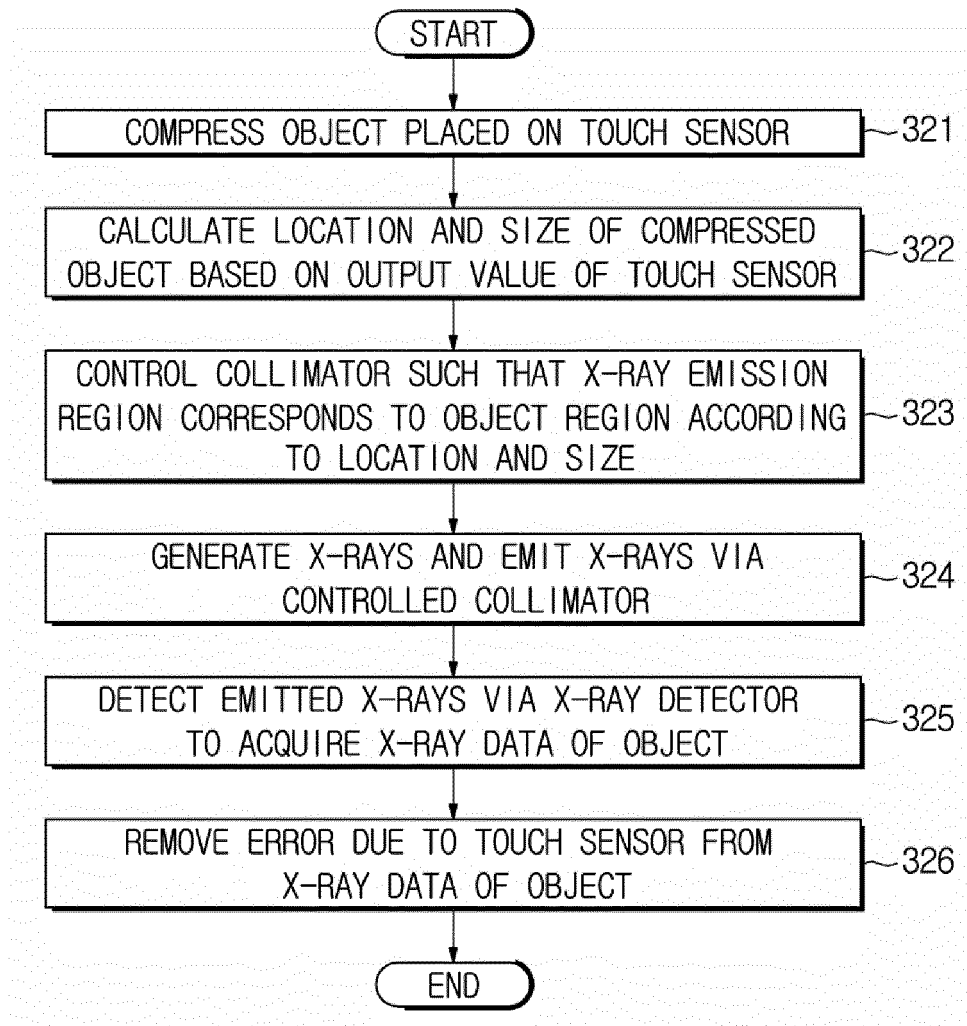 START
COMPRESS OBJECT PLACED ON TOUCH SENSOR
321
CALCULATE LOCATION AND SIZE OF COMPRESSED
OBJECT BASED ON OUTPUT VALUE OF TOUCH SENSOR
322
CONTROL COLLIMATOR SUCH THAT X-RAY EMISSION
REGION CORRESPONDS TO OBJECT REGION ACCORDING
TO LOCATION AND SIZE
323
GENERATE X-RAYS AND EMIT X-RAYS VIA
CONTROLLED COLLIMATOR
324
DETECT EMITTED X-RAYS VIA X-RAY DETECTOR
TO ACQUIRE X-RAY DATA OF OBJECT
325
REMOVE ERROR DUE TO TOUCH SENSOR FROM
X-RAY DATA OF OBJECT
326
END